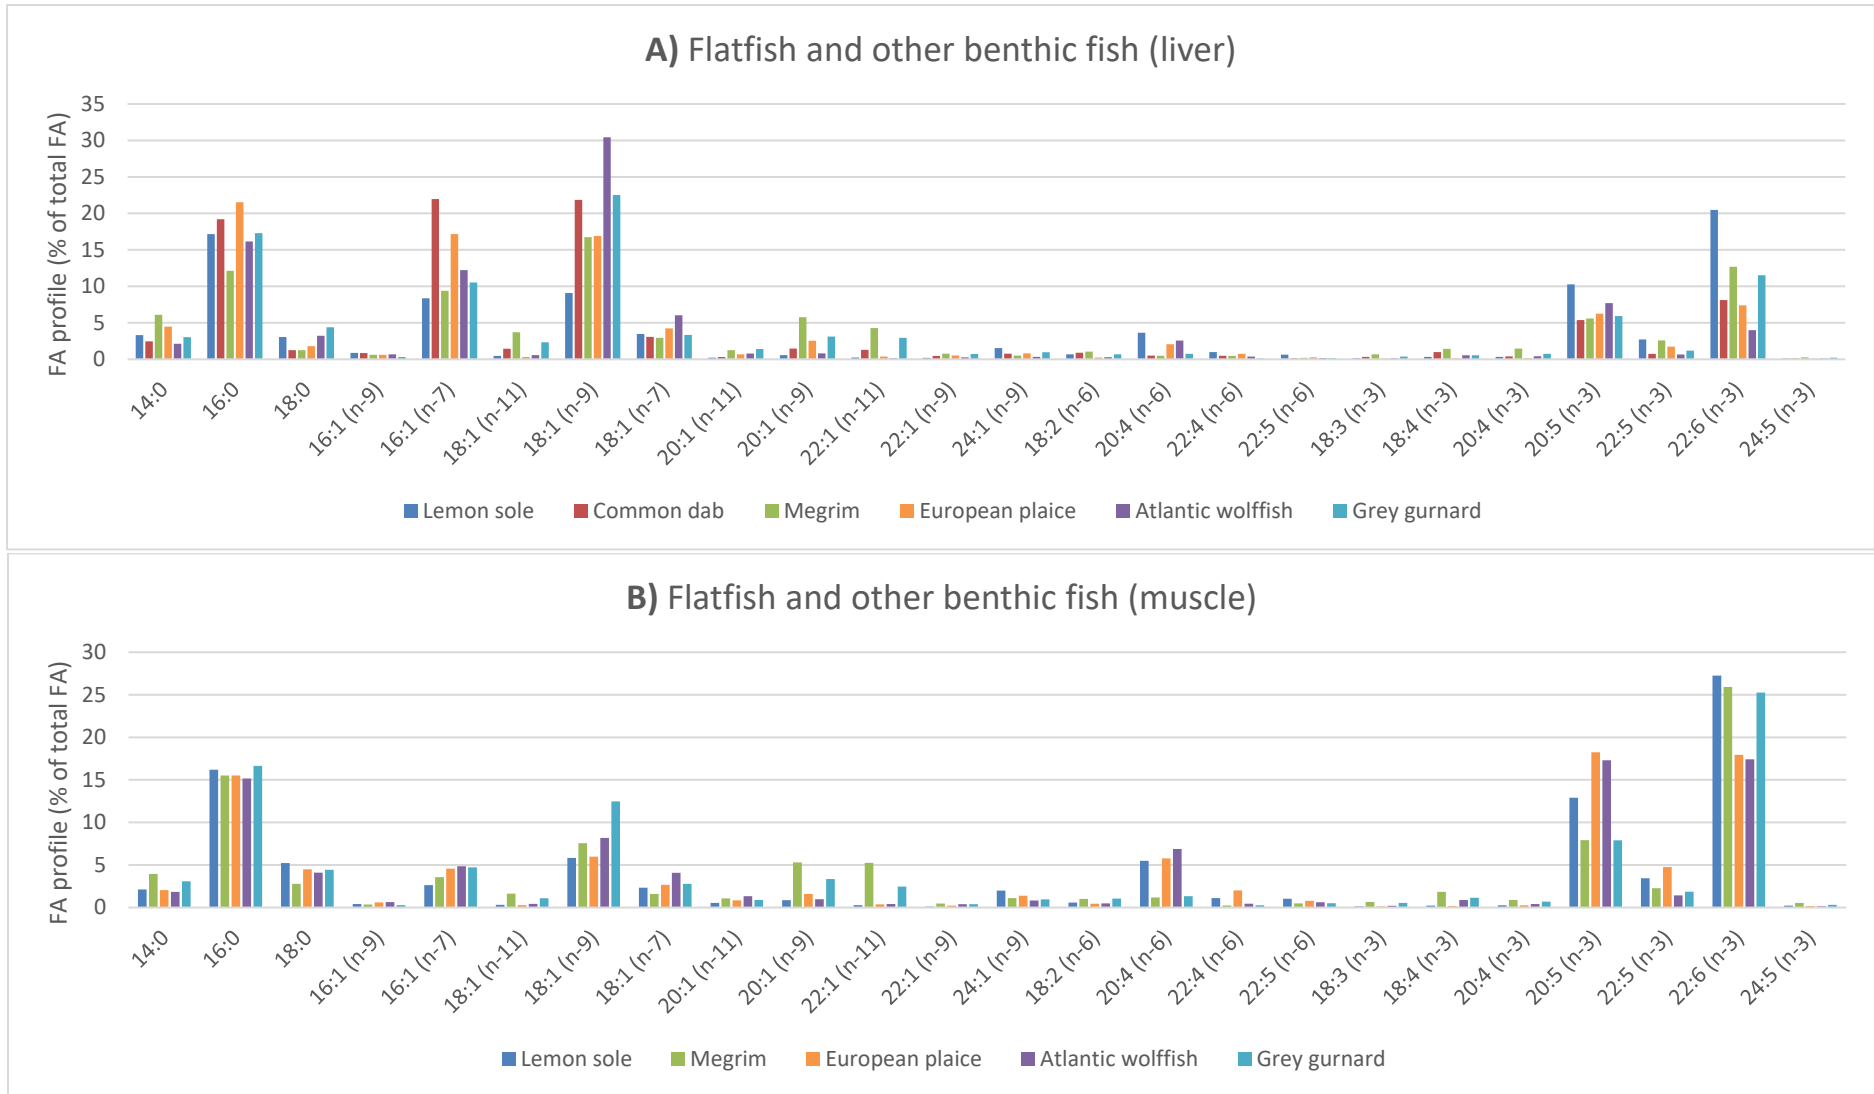 A) Flatfish and other benthic fish (liver)
FA profile (% of total FA)
35
30
25
20
15
10
5
0
14:0
16:0
18:0
16:1 (n-9)
16:1 (n-7)
18:1 (n-11)
18:1 (n-9)
18:1 (n-7)
20:1 (n-11)
20:1 (n-9)
22:1 (n-11)
22:1 (n-9)
24:1 (n-9)
18:2 (n-6)
20:4 (n-6)
22:4 (n-6)
22:5 (n-6)
18:3 (n-3)
18:4 (n-3)
20:4 (n-3)
20:5 (n-3)
22:5 (n-3)
22:6 (n-3)
24:5 (n-3)
Lemon sole Common dab Megrim European plaice Atlantic wolffish Grey gurnard
B) Flatfish and other benthic fish (muscle)
FA profile (% of total FA)
30
25
20
15
10
5
0
14:0
16:0
18:0
16:1 (n-9)
16:1 (n-7)
18:1 (n-11)
18:1 (n-9)
18:1 (n-7)
20:1 (n-11)
20:1 (n-9)
22:1 (n-11)
22:1 (n-9)
24:1 (n-9)
18:2 (n-6)
20:4 (n-6)
22:4 (n-6)
22:5 (n-6)
18:3 (n-3)
18:4 (n-3)
20:4 (n-3)
20:5 (n-3)
22:5 (n-3)
22:6 (n-3)
24:5 (n-3)
Lemon sole Megrim European plaice Atlantic wolffish Grey gurnard